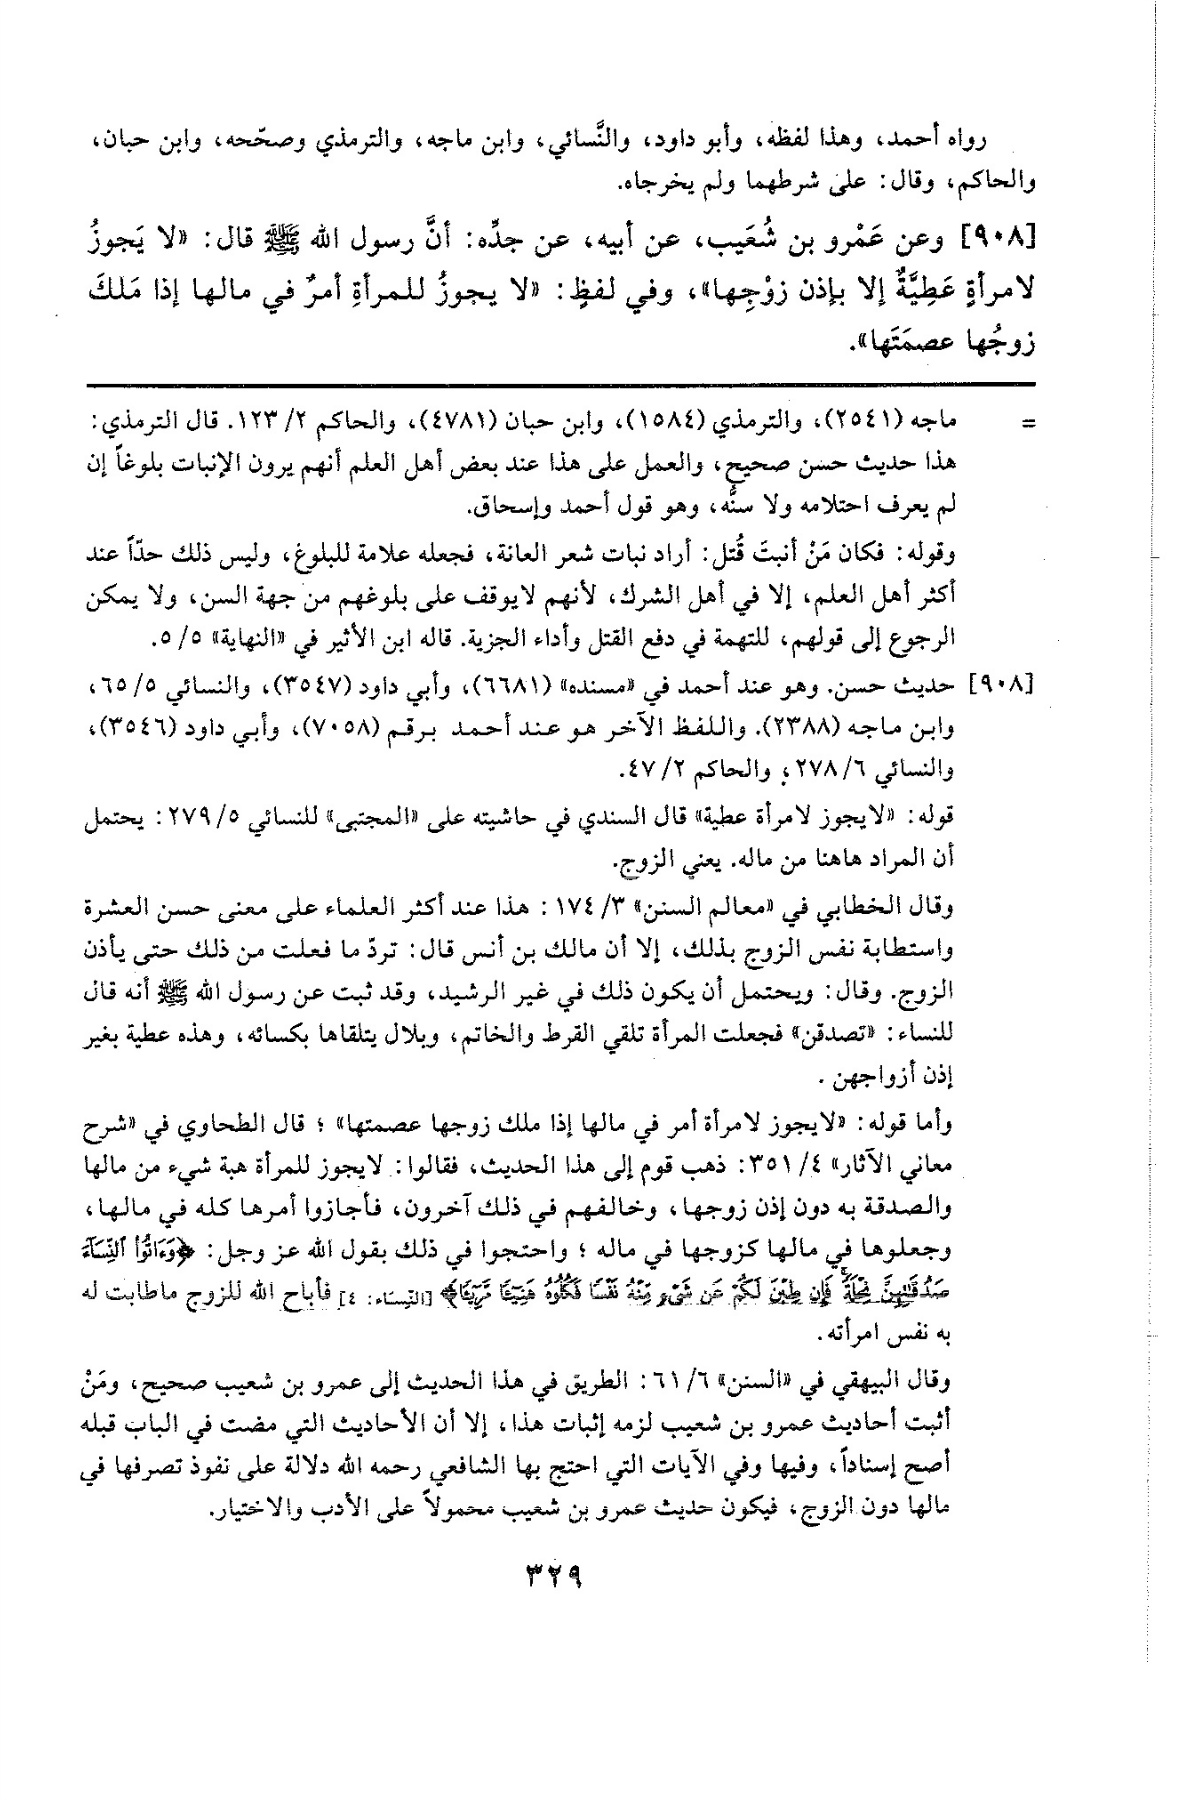 رواه أحمد، وهذا لفظه، وأبو داود، والنَّسائي، وابن ماجه، والترمذي وصحّحه، وابن حبان،
والحاكم، وقال: على شرطهما ولم يخرجاه.
[٩٠٨] وعن عَمْرو بن شُعَيب، عن أبيه، عن جدِّه: أنَّ رسول الله ﷺ قال: «لا يَجوزُ
لامرأةٍ عَطِيَّةٌ إلا بإذن زوْجِها»، وفي لفظٍ: «لا يجوزُ للمرأةِ أمرٌ في مالها إذا مَلكَ
زوجُها عصمَتَها».
= ماجه (٢٥٤١)، والترمذي (١٥٨٤)، وابن حبان (٤٧٨١)، والحاكم ٢/ ١٢٣. قال الترمذي:
هذا حديث حسن صحيح، والعمل على هذا عند بعض أهل العلم أنهم يرون الإنبات بلوغاً إن
لم يعرف احتلامه ولا سنُّه، وهو قول أحمد وإسحاق.
وقوله: فكان مَنْ أنبتَ قُتل: أراد نبات شعر العانة، فجعله علامة للبلوغ، وليس ذلك حدّاً عند
أكثر أهل العلم، إلا في أهل الشرك، لأنهم لايوقف على بلوغهم من جهة السن، ولا يمكن
الرجوع إلى قولهم، للتهمة في دفع القتل وأداء الجزية. قاله ابن الأثير في «النهاية» ٥/ ٥.
[٩٠٨] حديث حسن. وهو عند أحمد في «مسنده» (٦٦٨١)، وأبي داود (٣٥٤٧)، والنسائي ٥/ ٦٥،
وابن ماجه (٢٣٨٨). واللفظ الآخر هو عند أحمد برقم (٧٠٥٨)، وأبي داود (٣٥٤٦)،
والنسائي ٦/ ٢٧٨، والحاكم ٢/ ٤٧.
قوله: «لايجوز لامرأة عطية» قال السندي في حاشيته على «المجتبى» للنسائي ٥/ ٢٧٩: يحتمل
أن المراد هاهنا من ماله. يعني الزوج.
وقال الخطابي في «معالم السنن» ٣/ ١٧٤: هذا عند أكثر العلماء على معنى حسن العشرة
واستطابة نفس الزوج بذلك، إلا أن مالك بن أنس قال: تردّ ما فعلت من ذلك حتى يأذن
الزوج. وقال: ويحتمل أن يكون ذلك في غير الرشيد، وقد ثبت عن رسول الله ﷺ أنه قال
للنساء: «تصدقن» فجعلت المرأة تلقي القرط والخاتم، وبلال يتلقاها بكسائه، وهذه عطية بغير
إذن أزواجهن.
وأما قوله: «لايجوز لامرأة أمر في مالها إذا ملك زوجها عصمتها»؛ قال الطحاوي في «شرح
معاني الآثار» ٤/ ٣٥١: ذهب قوم إلى هذا الحديث، فقالوا: لايجوز للمرأة هبة شيء من مالها
والصدقة به دون إذن زوجها، وخالفهم في ذلك آخرون، فأجازوا أمرها كله في مالها،
وجعلوها في مالها كزوجها في ماله؛ واحتجوا في ذلك بقول الله عز وجل: ﴿وَءَاتُوا۟ ٱلنِّسَآءَ
صَدُقَٰتِهِنَّ نِحْلَةً ۚ فَإِن طِبْنَ لَكُمْ عَن شَىْءٍ مِّنْهُ نَفْسًا فَكُلُوهُ هَنِيٓـًٔا مَّرِيٓـًٔا﴾ [النِّسَاء: ٤] فأباح الله للزوج ماطابت له
به نفس امرأته.
وقال البيهقي في «السنن» ٦/ ٦١: الطريق في هذا الحديث إلى عمرو بن شعيب صحيح، ومَنْ
أثبت أحاديث عمرو بن شعيب لزمه إثبات هذا، إلا أن الأحاديث التي مضت في الباب قبله
أصح إسناداً، وفيها وفي الآيات التي احتج بها الشافعي رحمه الله دلالة على نفوذ تصرفها في
مالها دون الزوج، فيكون حديث عمرو بن شعيب محمولاً على الأدب والاختيار.
٣٢٩